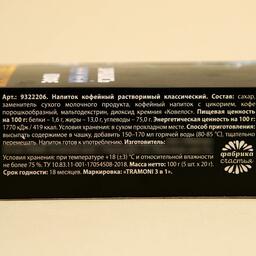 Арт.: 9322206. Напиток кофейный растворимый классический. Состав: сахар,
заменитель сухого молочного продукта, кофейный напиток с цикорием, кофе
порошкообразный, мальтодекстрин, диоксид кремния «Ковелос». Пищевая ценность
на 100 г: белки - 1,6 г, жиры - 13,0 г, углеводы - 75,0 г. Энергетическая ценность на 100 г:
1770 кДж / 419 ккал. Условия хранения: в сухом прохладном месте. Способ приготовления:
высыпать содержимое в чашку, добавить 150–170 мл горячей воды (80-85 °С), тщательно
перемешать. Напиток готов к употреблению. Изготовитель:
Условия хранения: при температуре +18 (±3) °С и относительной влажности
не более 75 %. ТУ 10.83.11-001-17054508-2018. Масса: 100 г (5 шт. х 20 г).
Срок годности: 18 месяцев. Маркировка: «TRAMONI 3 в 1».
фабрика
счастья